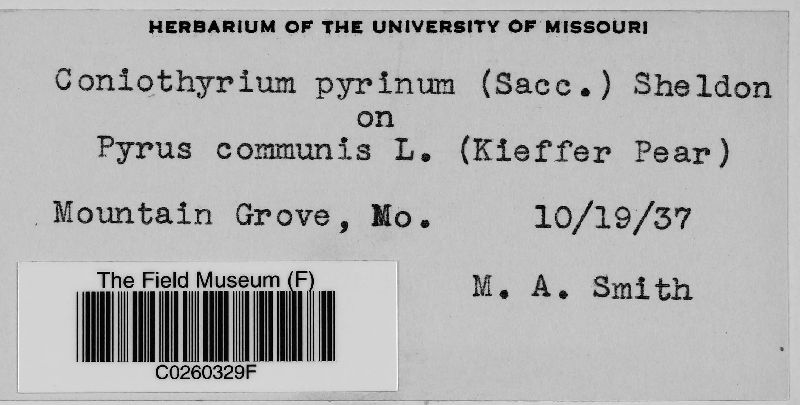 HERBARIUM OF THE UNIVERSITY OF MISSOURI
Coniothyrium pyrinum (Sacc.) Sheldon
on
Pyrus communis L. (Kieffer Pear)
Mountain Grove, Mo. 10/19/37
M. A. Smith
The Field Museum (F)
C0260329F